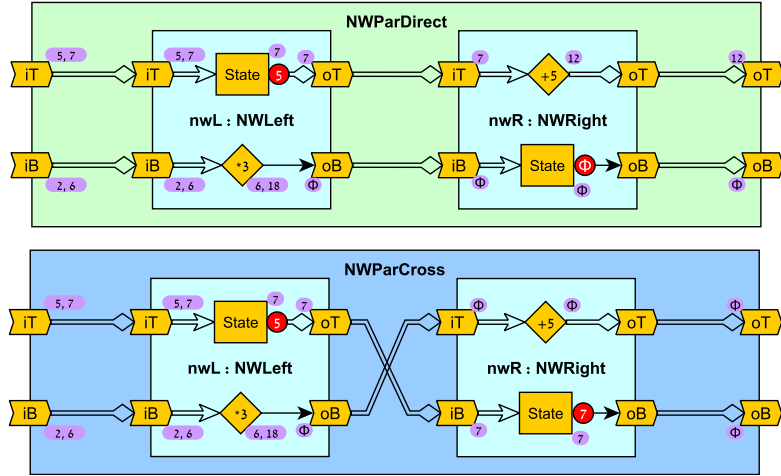 NWParDirect
5, 7 5, 7 7 7 7 12 12
iT iT State 5 oT iT +5 oT oT
nwL : NWLeft nwR : NWRight
iB iB *3 oB iB State Φ oB oB
2, 6 2, 6 6, 18 Φ Φ Φ Φ
NWParCross
5, 7 5, 7 7 7 Φ Φ Φ
iT iT State 5 oT iT +5 oT oT
nwL : NWLeft nwR : NWRight
iB iB *3 oB iB State 7 oB oB
2, 6 2, 6 6, 18 Φ 7 7 Φ